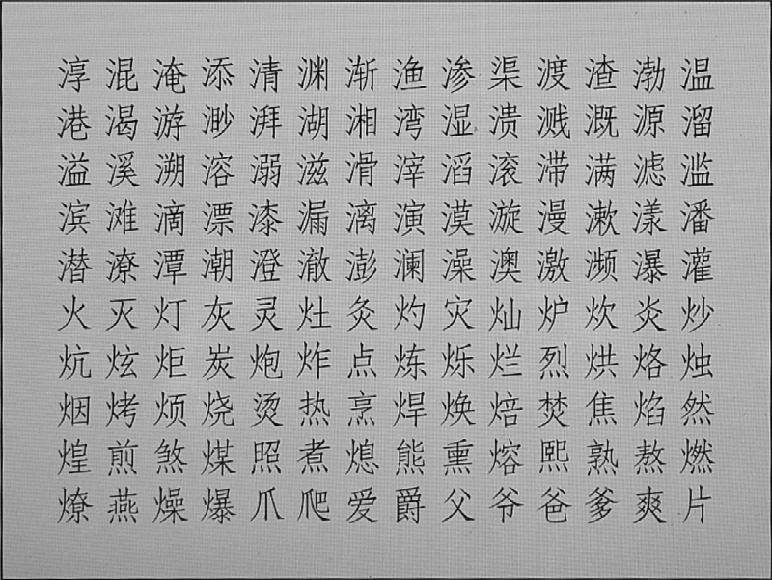 淳混淹添清渊渐渔渗渠渡渣渤温
港渴游渺湃湖湘湾湿溃溅溉源溜
溢溪溯溶溺滋滑滓滔滚滞满滤滥
滨滩滴漂漆漏漓演漠漩漫漱漾潘
潜潦潭潮澄澈澎澜澡澳激濒瀑灌
火灭灯灰灵灶灸灼灾灿炉炊炎炒
炕炫炬炭炮炸点炼烁烂烈烘烙烛
烟烤烦烧烫热烹焊焕焙焚焦焰然
煌煎煞煤照煮熄熊熏熔熙熟熬燃
燎燕燥爆爪爬爱爵父爷爸爹爽片